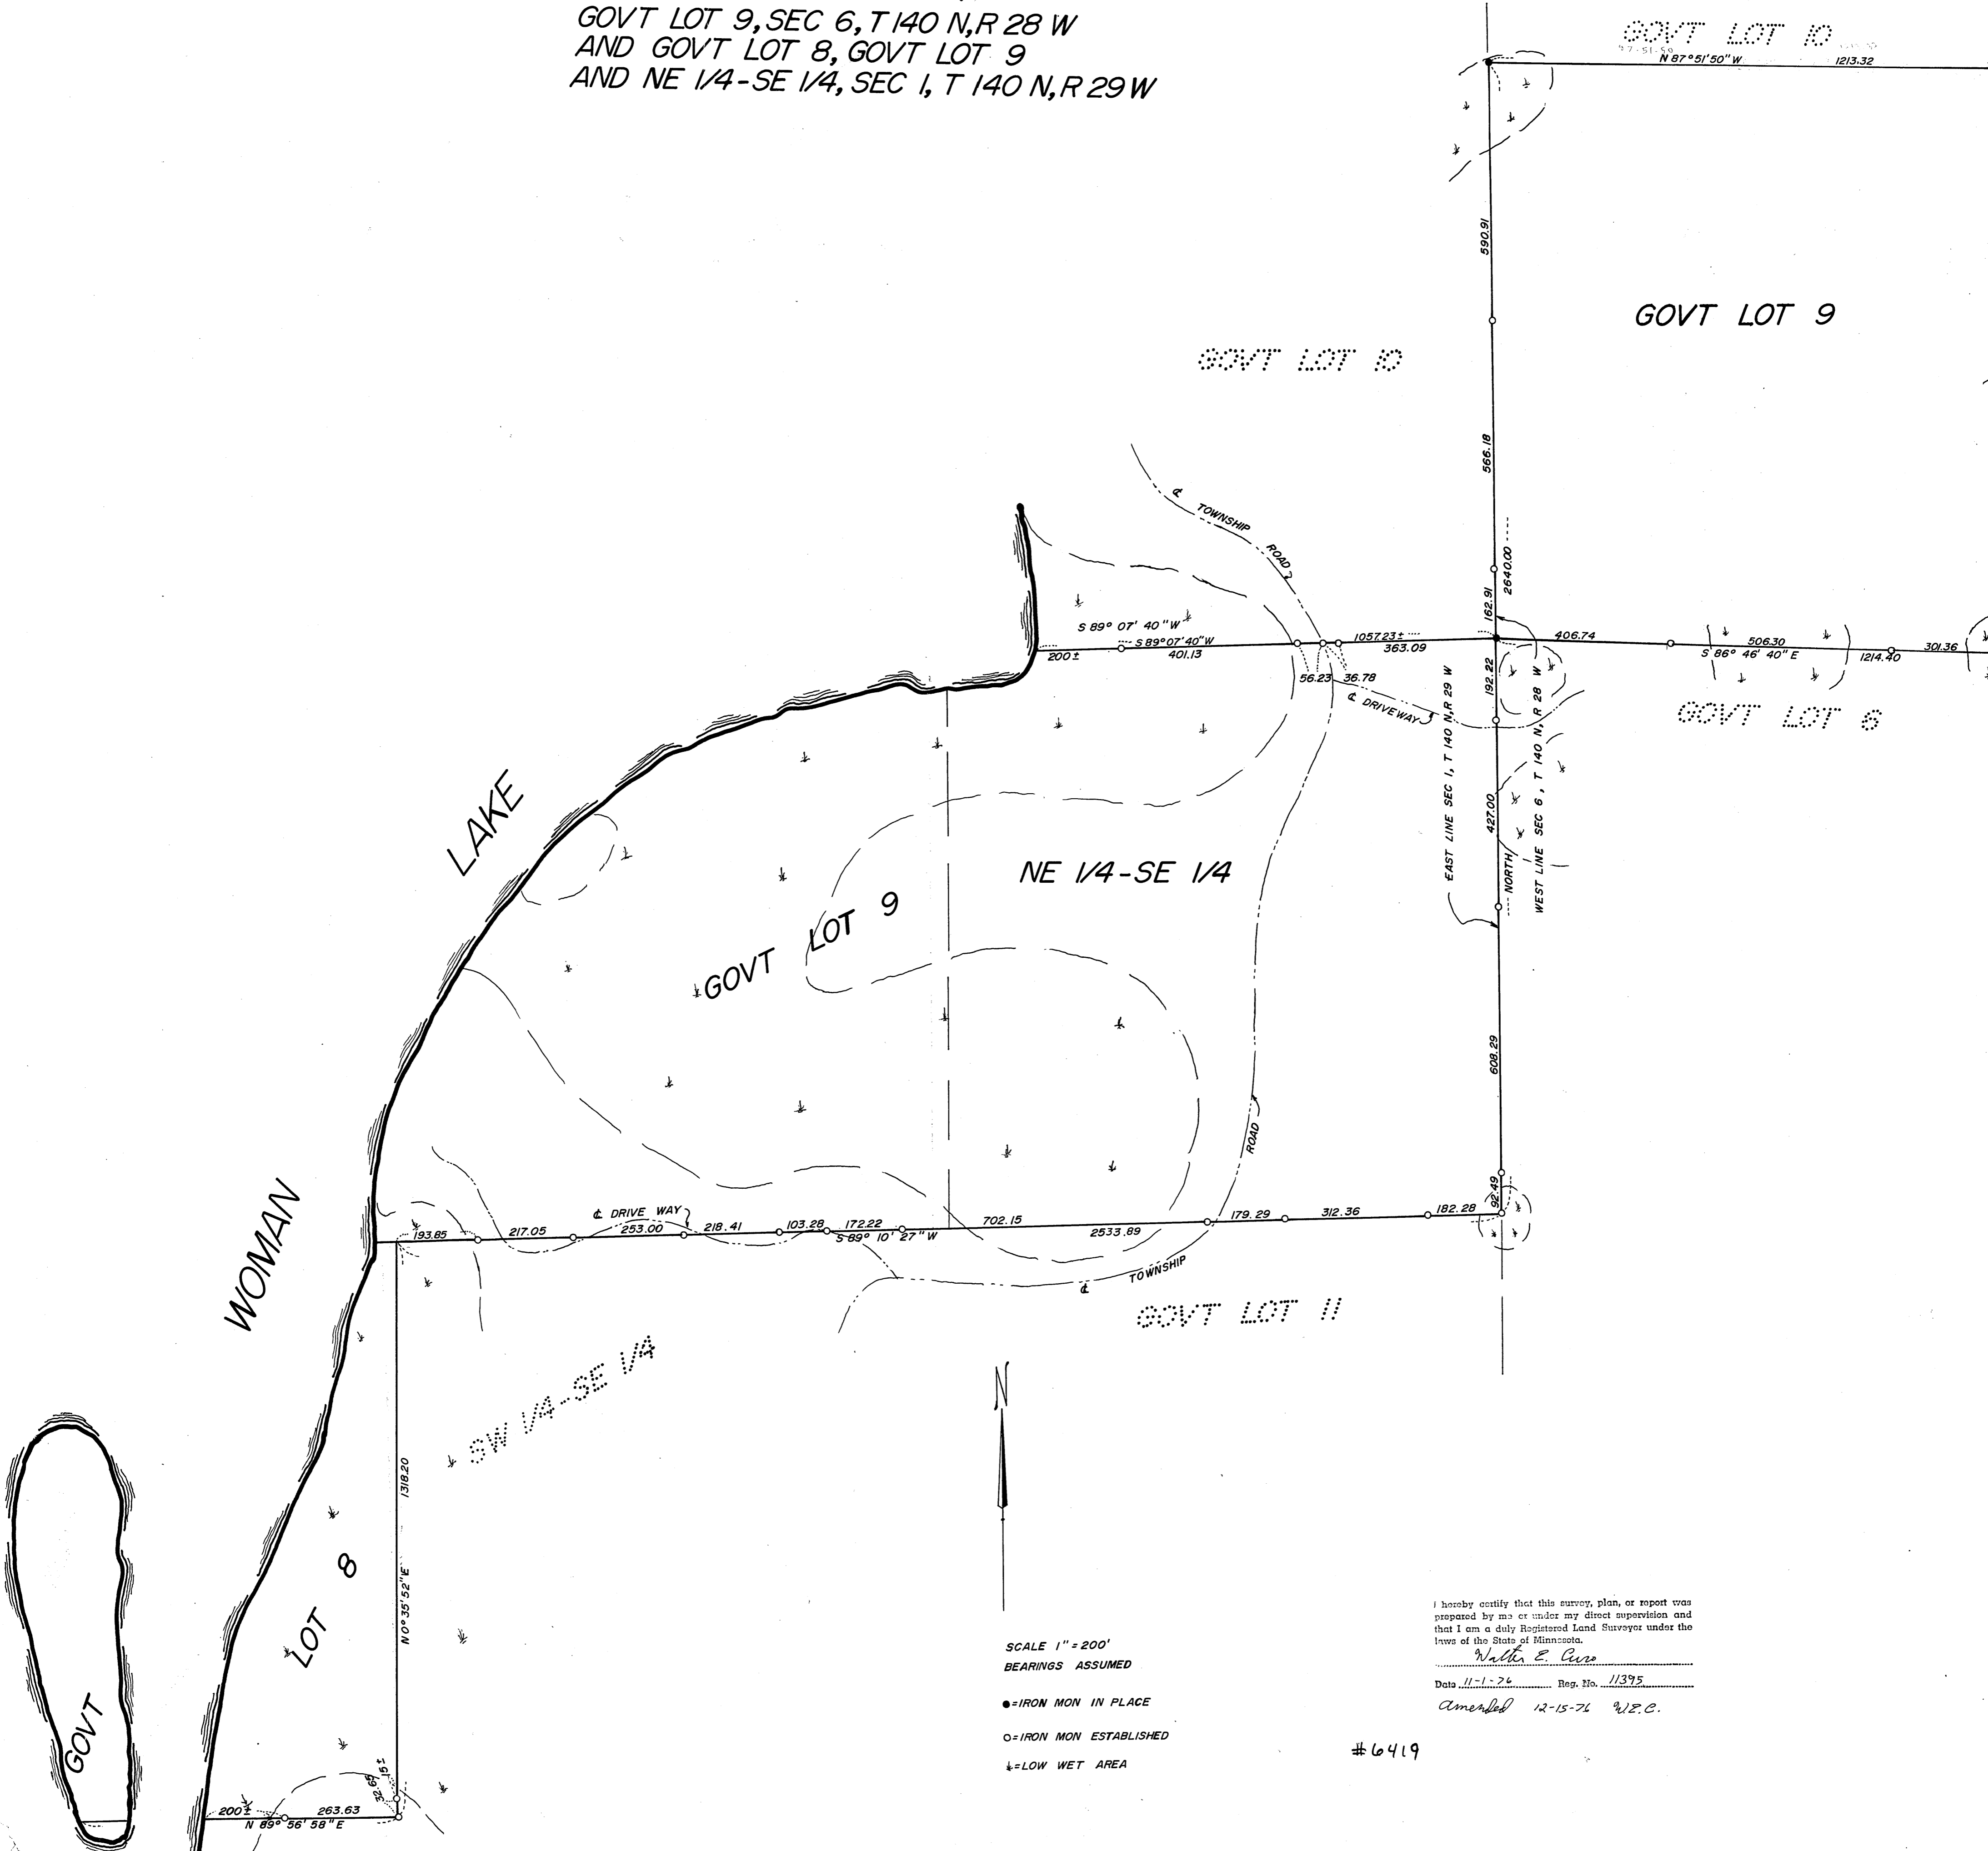 GOVT LOT 9, SEC 6, T 140 N, R 28 W
AND GOVT LOT 8, GOVT LOT 9
AND NE 1/4-SE 1/4, SEC 1, T 140 N, R 29 W
GOVT LOT 10
N 87°51'50" W 1213.32
590.91
GOVT LOT 9
GOVT LOT 10
566.18
℄ TOWNSHIP ROAD
2640.00
162.91
S 89° 07' 40" W
S 89°07'40"W
200±
401.13
1057.23±
363.09
56.23 36.78
406.74
506.30
S 86° 46' 40" E
1214.40
301.36
192.22
℄ DRIVEWAY
GOVT LOT 6
EAST LINE SEC 1, T 140 N, R 29 W
WEST LINE SEC 6, T 140 N, R 28 W
427.00
NORTH
LAKE
NE 1/4-SE 1/4
GOVT LOT 9
608.29
ROAD
WOMAN
92.49
193.85
217.05
℄ DRIVE WAY
253.00
218.41
103.28
172.22
S 89° 10' 27" W
702.15
2533.89
179.29
312.36
182.28
℄ TOWNSHIP
GOVT LOT 11
SW 1/4-SE 1/4
N
1318.20
N 0° 35' 52" E
LOT 8
GOVT
32.65
15±
200±
263.63
N 89° 56' 58" E
SCALE 1" = 200'
BEARINGS ASSUMED
●=IRON MON IN PLACE
○=IRON MON ESTABLISHED
=LOW WET AREA
I hereby certify that this survey, plan, or report was
prepared by me or under my direct supervision and
that I am a duly Registered Land Surveyor under the
laws of the State of Minnesota.
Walter E. Curo
Date 11-1-76 Reg. No. 11395
amended 12-15-76 W.E.C.
#6419